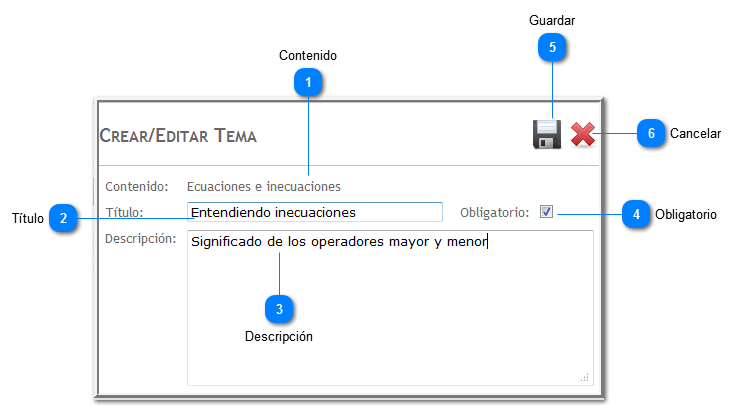 Guardar
5
Contenido
1
CREAR/EDITAR TEMA
6 Cancelar
Contenido: Ecuaciones e inecuaciones
Título 2 Título: Entendiendo inecuaciones Obligatorio: 4 Obligatorio
Descripción: Significado de los operadores mayor y menor
3
Descripción